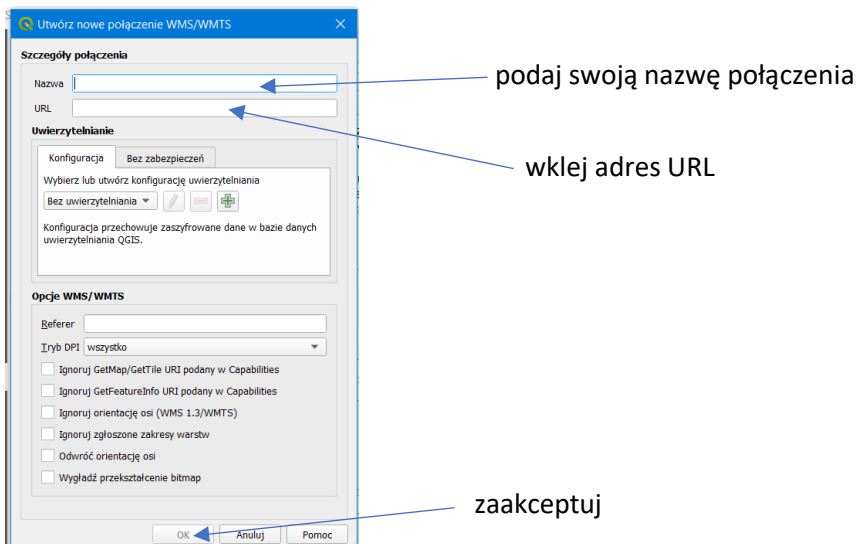 Utwórz nowe połączenie WMS/WMTS
Szczegóły połączenia
Nazwa
podaj swoją nazwę połączenia
URL
wklej adres URL
Uwierzytelnianie
Konfiguracja Bez zabezpieczeń
Wybierz lub utwórz konfigurację uwierzytelniania
Bez uwierzytelniania
Konfiguracja przechowuje zaszyfrowane dane w bazie danych
uwierzytelniania QGIS.
Opcje WMS/WMTS
Referer
Tryb DPI wszystko
Ignoruj GetMap/GetTile URI podany w Capabilities
Ignoruj GetFeatureInfo URI podany w Capabilities
Ignoruj orientację osi (WMS 1.3/WMTS)
Ignoruj zgłoszone zakresy warstw
Odwróć orientację osi
Wygładź przekształcenie bitmap
zaakceptuj
OK Anuluj Pomoc